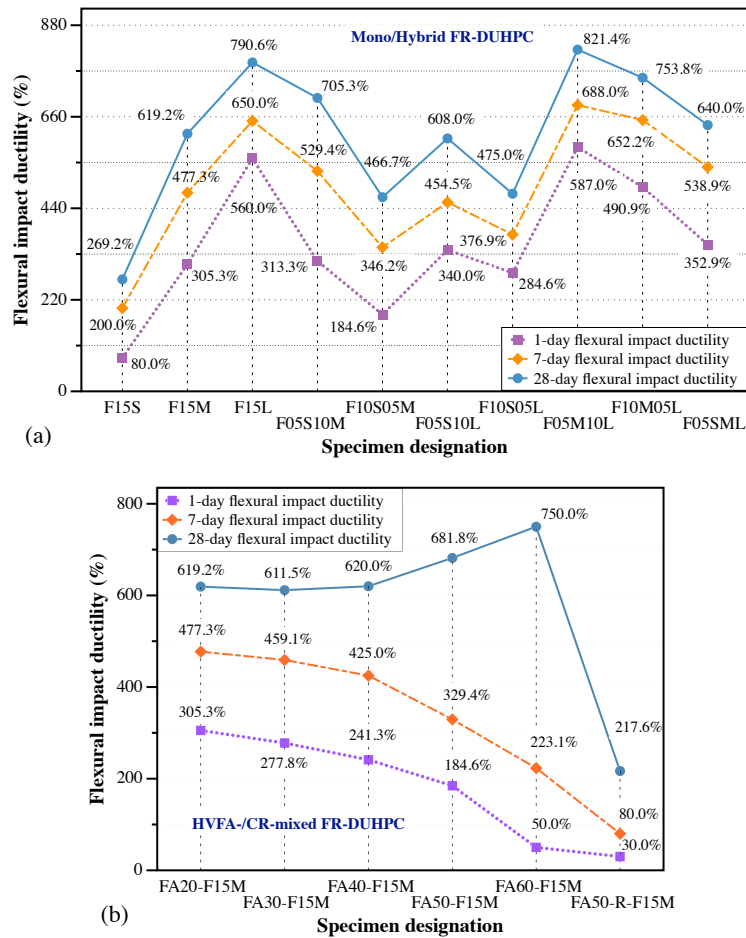 Mono/Hybrid FR-DUHPC
Flexural impact ductility (%)
880
660
440
220
0
269.2%
619.2%
790.6%
705.3%
466.7%
608.0%
475.0%
821.4%
753.8%
640.0%
200.0%
477.3%
650.0%
529.4%
346.2%
454.5%
376.9%
688.0%
652.2%
538.9%
80.0%
305.3%
560.0%
313.3%
184.6%
340.0%
284.6%
587.0%
490.9%
352.9%
1-day flexural impact ductility
7-day flexural impact ductility
28-day flexural impact ductility
F15S
F15M
F15L
F05S10M
F10S05M
F05S10L
F10S05L
F05M10L
F10M05L
F05SML
Specimen designation
(a)
1-day flexural impact ductility
7-day flexural impact ductility
28-day flexural impact ductility
Flexural impact ductility (%)
800
600
400
200
0
619.2%
611.5%
620.0%
681.8%
750.0%
217.6%
477.3%
459.1%
425.0%
329.4%
223.1%
80.0%
305.3%
277.8%
241.3%
184.6%
50.0%
30.0%
HVFA-/CR-mixed FR-DUHPC
FA20-F15M
FA30-F15M
FA40-F15M
FA50-F15M
FA60-F15M
FA50-R-F15M
Specimen designation
(b)